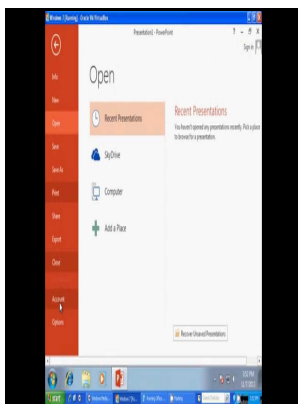 Windows 7 [Running] Oracle VM VirtualBox
Presentation1 - PowerPoint
?
Sign in
Info
New
Open
Save
Save As
Print
Share
Export
Close
Account
Options
Open
Recent Presentations
SkyDrive
Computer
Add a Place
Recent Presentations
You haven't opened any presentations recently. Pick a place
to browse for a presentation.
Recover Unsaved Presentations
start